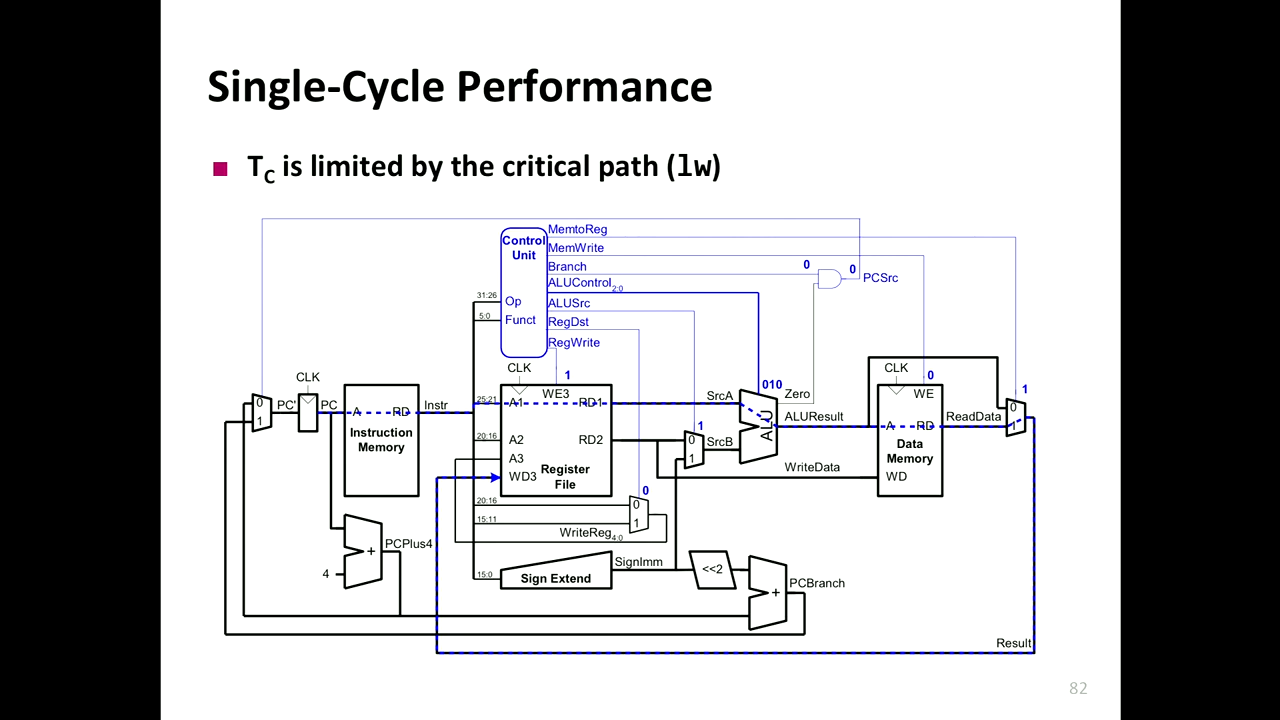 Single-Cycle Performance
TC is limited by the critical path (lw)
MemtoReg
Control
Unit
MemWrite
Branch
0
0
PCSrc
ALUControl2:0
31:26
Op
ALUSrc
5:0
Funct
RegDst
RegWrite
CLK
CLK
CLK
1
010
0
1
WE3
Zero
WE
0
1
PC'
PC
A
RD
Instr
25:21
A1
RD1
SrcA
ALU
ALUResult
A
RD
ReadData
0
1
Instruction
Memory
20:16
A2
RD2
1
0
1
SrcB
Data
Memory
A3
WD3
Register
File
WriteData
WD
20:16
0
0
15:11
1
WriteReg4:0
PCPlus4
+
4
SignImm
15:0
Sign Extend
<<2
+
PCBranch
Result
82